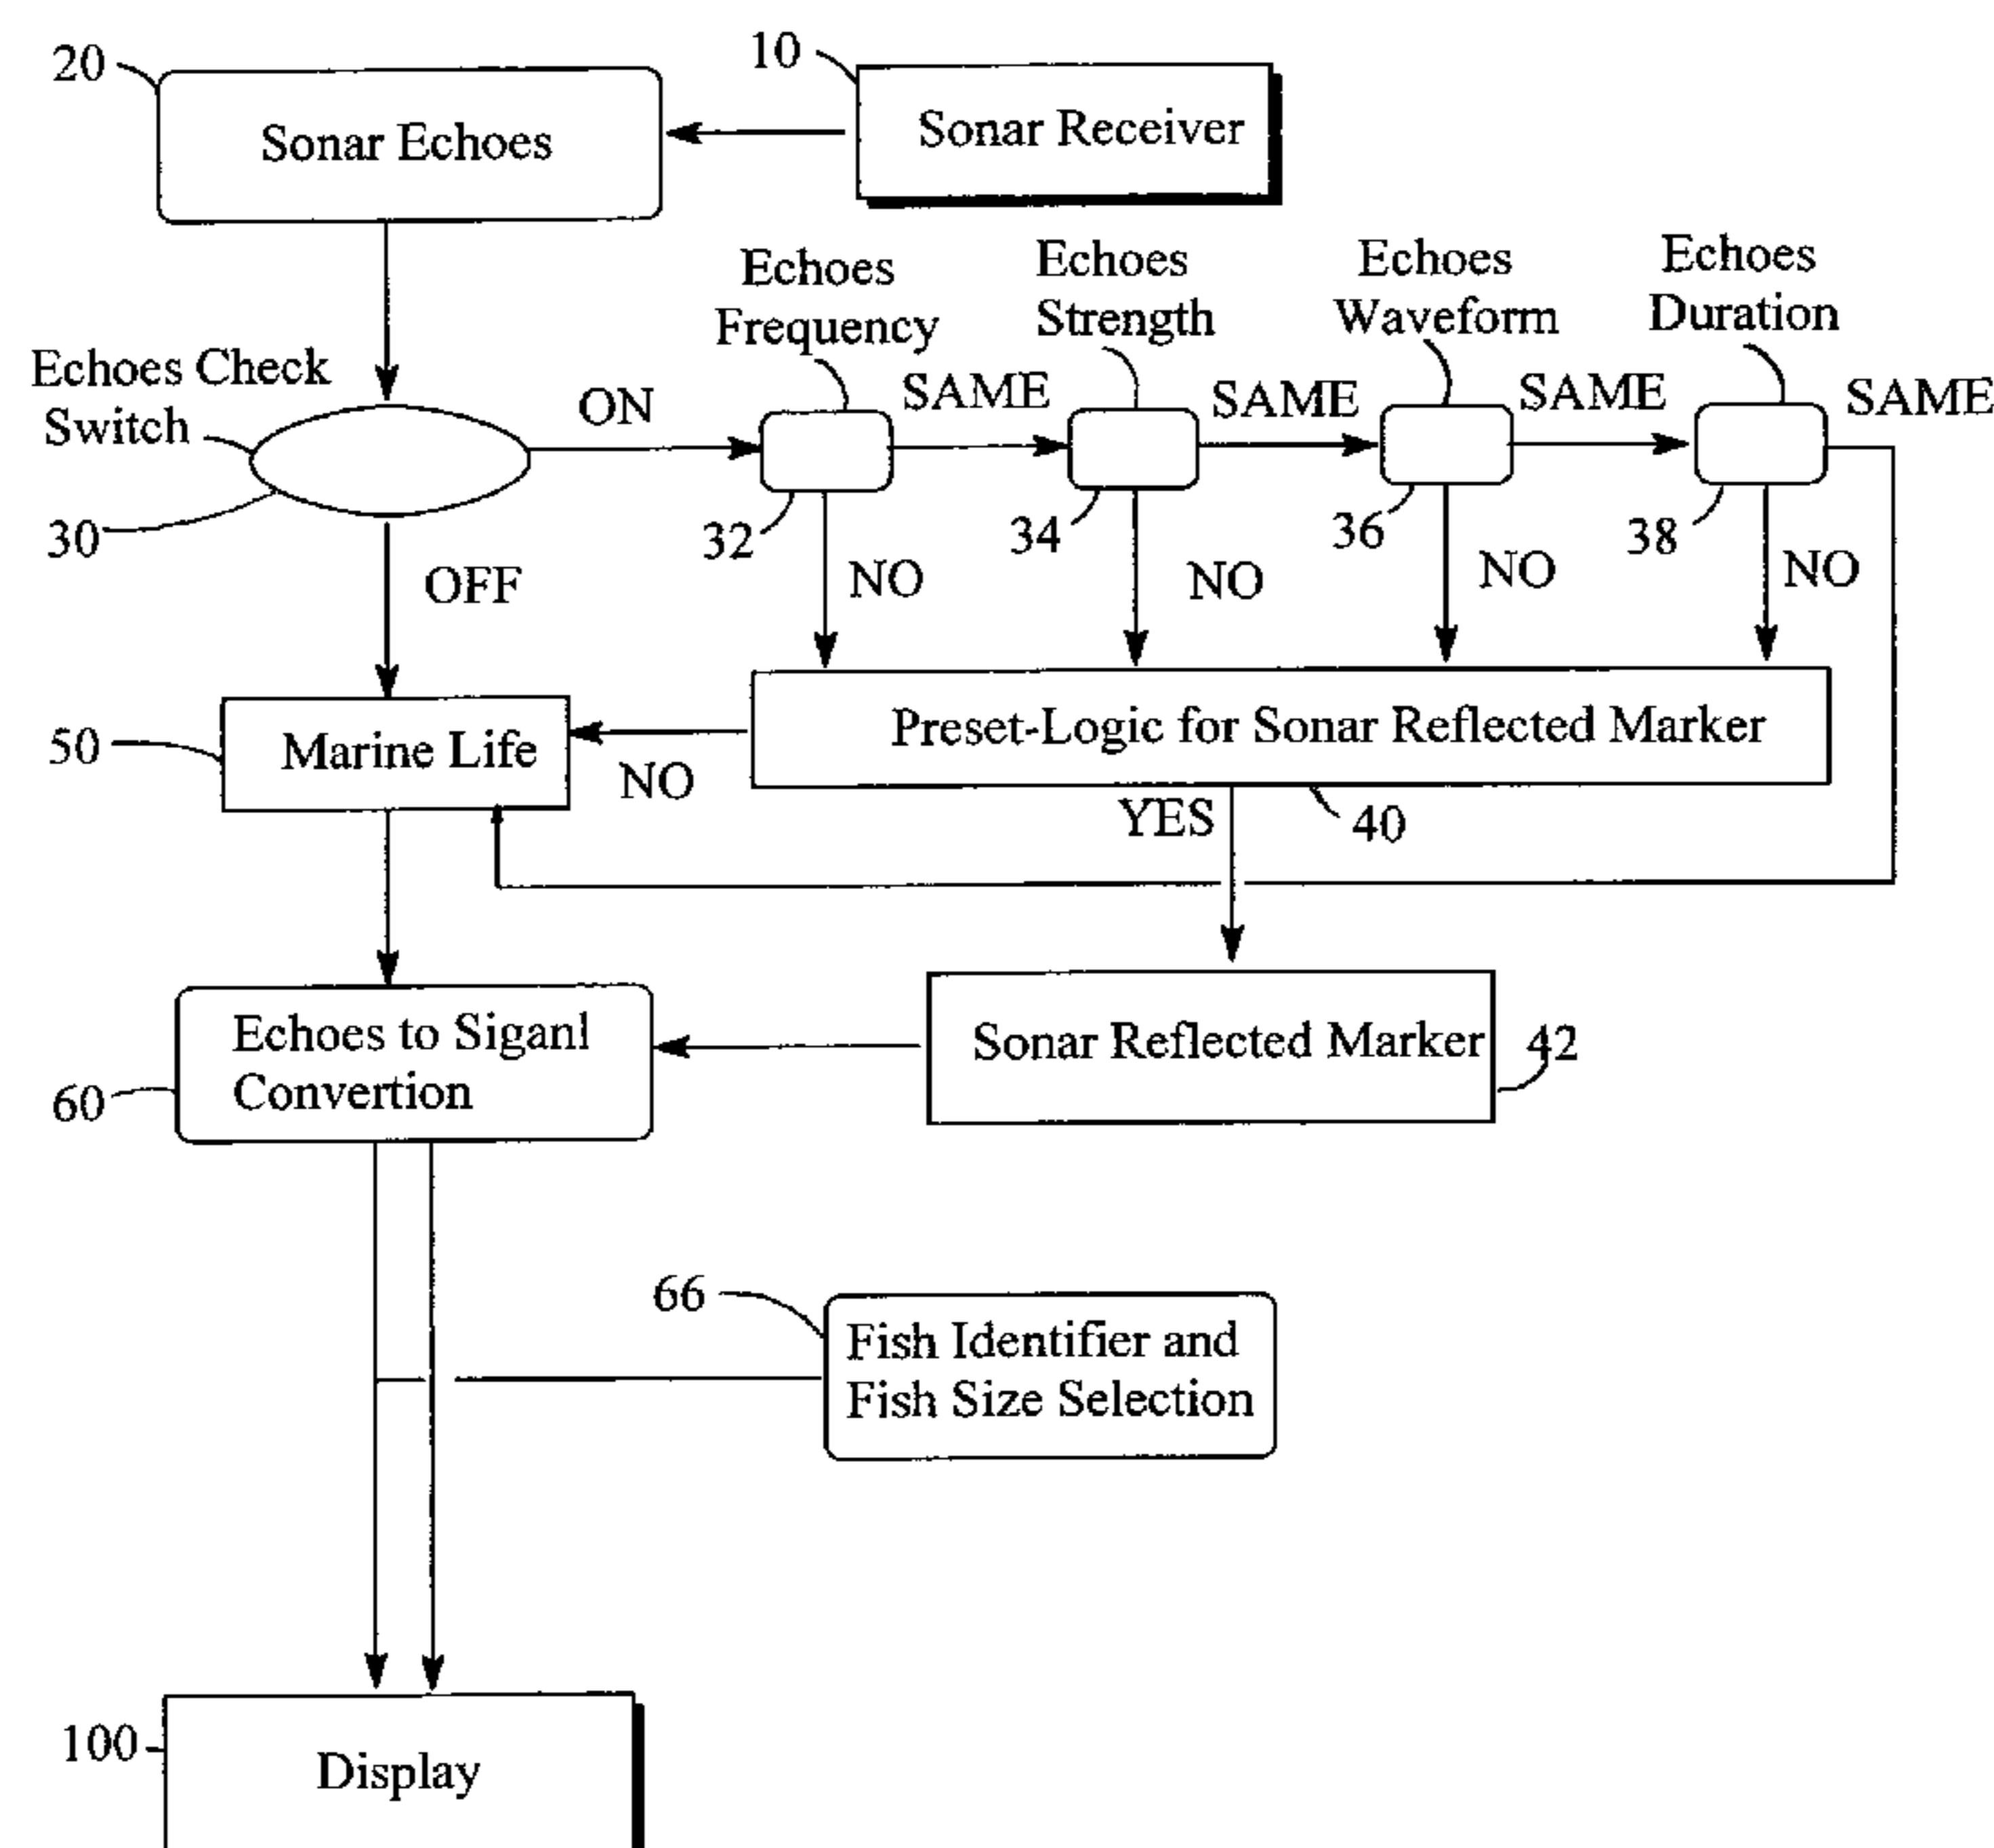 20
Sonar Echoes
10
Sonar Receiver
Echoes
Frequency
Echoes
Strength
Echoes
Waveform
Echoes
Duration
Echoes Check
Switch
30
ON
SAME
SAME
SAME
SAME
32
34
36
38
OFF
NO
NO
NO
NO
50
Marine Life
NO
Preset-Logic for Sonar Reflected Marker
YES
40
60
Echoes to Siganl
Convertion
Sonar Reflected Marker
42
66
Fish Identifier and
Fish Size Selection
100
Display